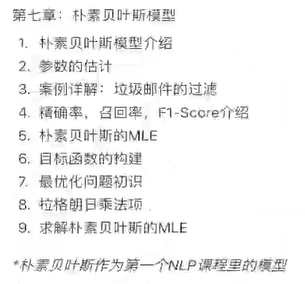 第七章：朴素贝叶斯模型
1. 朴素贝叶斯模型介绍
2. 参数的估计
3. 案例详解：垃圾邮件的过滤
4. 精确率，召回率，F1-Score介绍
5. 朴素贝叶斯的MLE
6. 目标函数的构建
7. 最优化问题初识
8. 拉格朗日乘法项
9. 求解朴素贝叶斯的MLE
*朴素贝叶斯作为第一个NLP课程里的模型